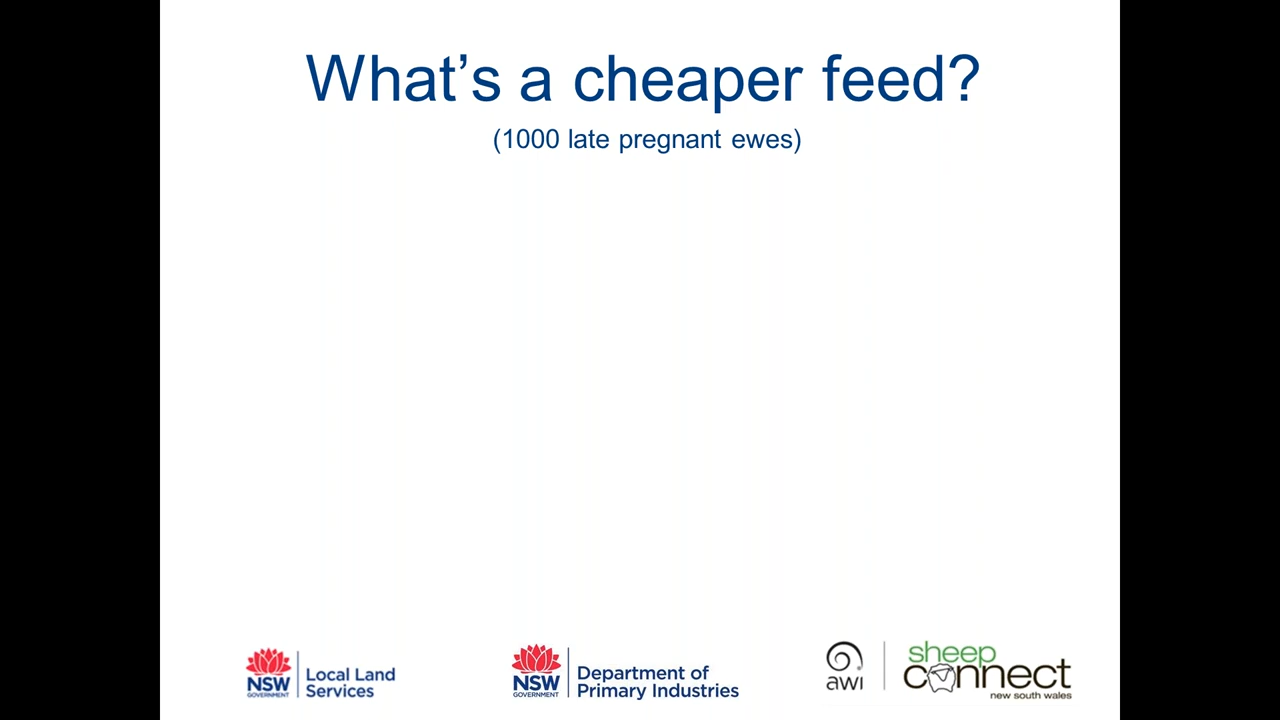 What’s a cheaper feed?
(1000 late pregnant ewes)
NSW
GOVERNMENT
Local Land
Services
NSW
GOVERNMENT
Department of
Primary Industries
awi
sheep
connect
new south wales